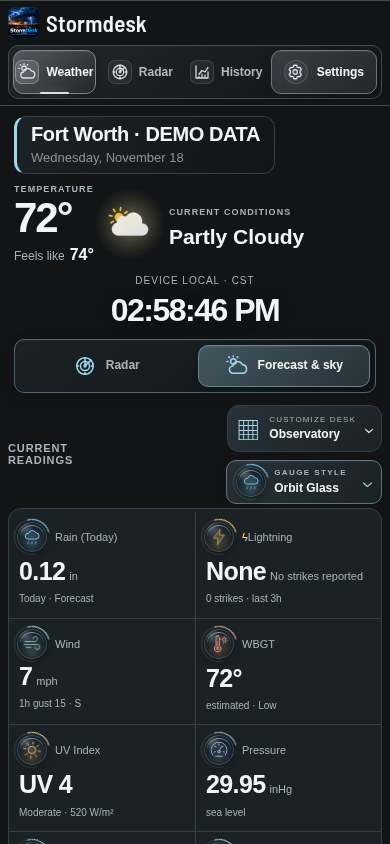 Stormdesk
Weather
Radar
History
Settings
Fort Worth · DEMO DATA
Wednesday, November 18
TEMPERATURE
72°
Feels like 74°
CURRENT CONDITIONS
Partly Cloudy
DEVICE LOCAL · CST
02:58:46 PM
Radar
Forecast & sky
CURRENT
READINGS
CUSTOMIZE DESK
Observatory
GAUGE STYLE
Orbit Glass
Rain (Today)
0.12 in
Today · Forecast
ϟLightning
None No strikes reported
0 strikes · last 3h
Wind
7 mph
1h gust 15 · S
WBGT
72°
estimated · Low
UV Index
UV 4
Moderate · 520 W/m²
Pressure
29.95 inHg
sea level